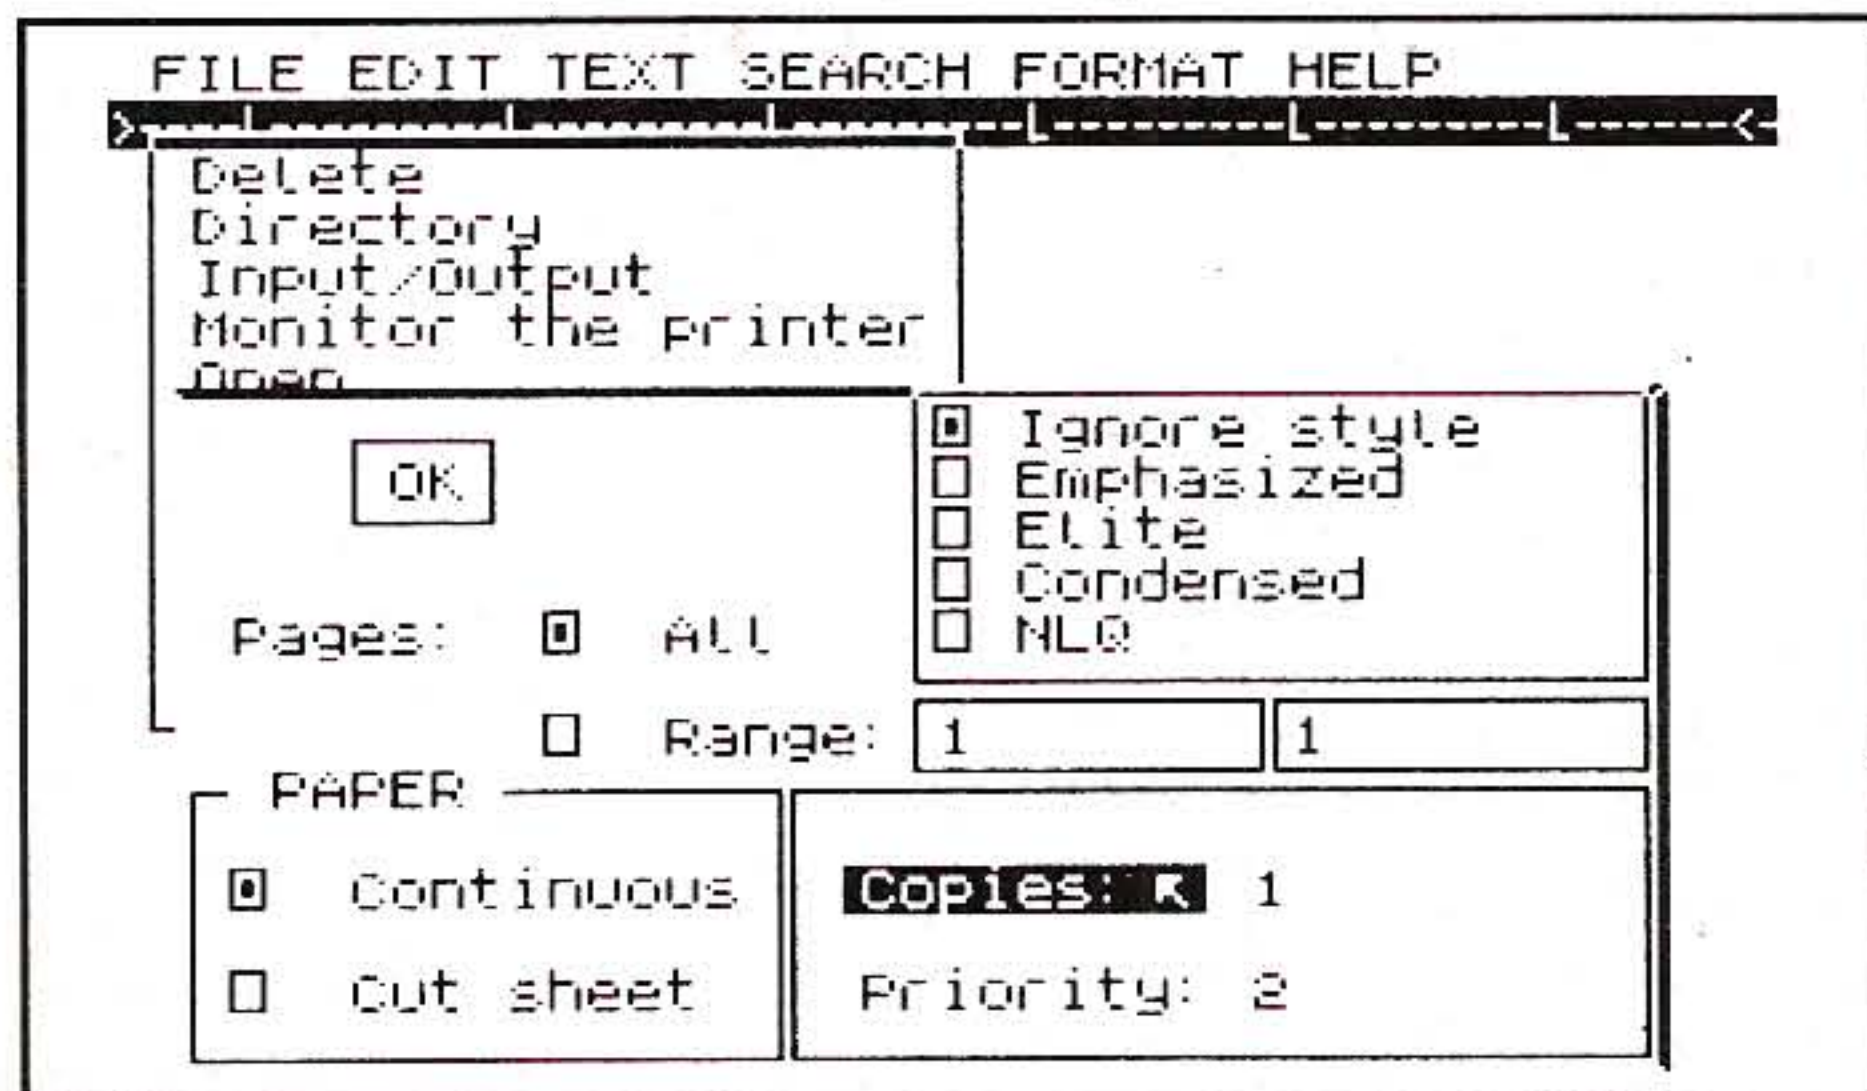 FILE EDIT TEXT SEARCH FORMAT HELP
Delete
Directory
Input/Output
Monitor the printer
Open
OK
Ignore style
Emphasized
Elite
Condensed
NLQ
Pages: All
Range: 1 1
PAPER
Continuous
Cut sheet
Copies: 1
Priority: 2